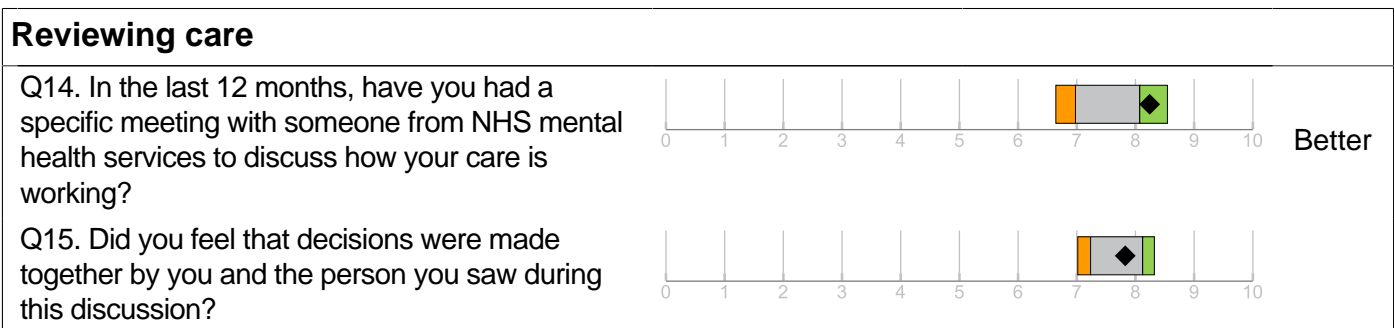 Reviewing care
Q14. In the last 12 months, have you had a
specific meeting with someone from NHS mental
health services to discuss how your care is
working?
0 1 2 3 4 5 6 7 8 9 10
Better
Q15. Did you feel that decisions were made
together by you and the person you saw during
this discussion?
0 1 2 3 4 5 6 7 8 9 10